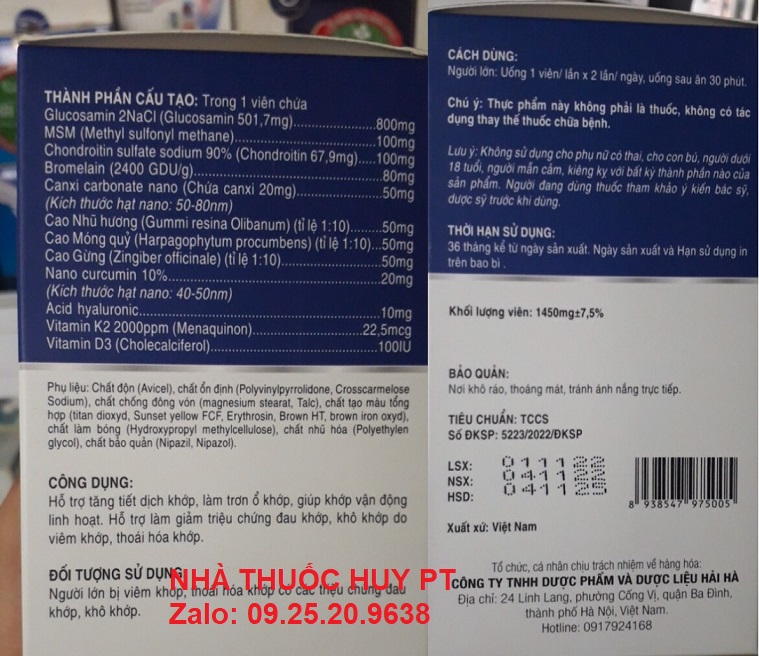 THÀNH PHẦN CẤU TẠO: Trong 1 viên chứa
Glucosamin 2NaCl (Glucosamin 501,7mg)....................800mg
MSM (Methyl sulfonyl methane)....................100mg
Chondroitin sulfate sodium 90% (Chondroitin 67,9mg).....100mg
Bromelain (2400 GDU/g)....................80mg
Canxi carbonate nano (Chứa canxi 20mg)....................50mg
(Kích thước hạt nano: 50-80nm)
Cao Nhũ hương (Gummi resina Olibanum) (tỉ lệ 1:10).....50mg
Cao Móng quỷ (Harpagophytum procumbens) (tỉ lệ 1:10)...50mg
Cao Gừng (Zingiber officinale) (tỉ lệ 1:10)....................50mg
Nano curcumin 10%....................20mg
(Kích thước hạt nano: 40-50nm)
Acid hyaluronic....................10mg
Vitamin K2 2000ppm (Menaquinon)....................22,5mcg
Vitamin D3 (Cholecalciferol)....................100IU
Phụ liệu: Chất độn (Avicel), chất ổn định (Polyvinylpyrrolidone, Crosscarmelose
Sodium), chất chống đông vón (magnesium stearat, Talc), chất tạo màu tổng
hợp (titan dioxyd, Sunset yellow FCF, Erythrosin, Brown HT, brown iron oxyd),
chất làm bóng (Hydroxypropyl methylcellulose), chất nhũ hóa (Polyethylen
glycol), chất bảo quản (Nipazil, Nipazol).
CÔNG DỤNG:
Hỗ trợ tăng tiết dịch khớp, làm trơn ổ khớp, giúp khớp vận động
linh hoạt. Hỗ trợ làm giảm triệu chứng đau khớp, khô khớp do
viêm khớp, thoái hóa khớp.
ĐỐI TƯỢNG SỬ DỤNG:
Người lớn bị viêm khớp, thoái hóa khớp có các triệu chứng đau
khớp, khô khớp.
NHÀ THUỐC HUY PT
Zalo: 09.25.20.9638
CÁCH DÙNG:
Người lớn: Uống 1 viên/ lần x 2 lần/ ngày, uống sau ăn 30 phút.
Chú ý: Thực phẩm này không phải là thuốc, không có tác
dụng thay thế thuốc chữa bệnh.
Lưu ý: Không sử dụng cho phụ nữ có thai, cho con bú, người dưới
18 tuổi, người mẫn cảm, kiêng kỵ với bất kỳ thành phần nào của
sản phẩm. Người đang dùng thuốc tham khảo ý kiến bác sỹ,
dược sỹ trước khi dùng.
THỜI HẠN SỬ DỤNG:
36 tháng kể từ ngày sản xuất. Ngày sản xuất và Hạn sử dụng in
trên bao bì .
Khối lượng viên: 1450mg±7,5%
BẢO QUẢN:
Nơi khô ráo, thoáng mát, tránh ánh nắng trực tiếp.
TIÊU CHUẨN: TCCS
Số ĐKSP: 5223/2022/ĐKSP
LSX: 011122
NSX: 041122
HSD: 041125
8 938547 975005
Xuất xứ: Việt Nam
Tổ chức, cá nhân chịu trách nhiệm về hàng hóa:
CÔNG TY TNHH DƯỢC PHẨM VÀ DƯỢC LIỆU HẢI HÀ
Địa chỉ: 24 Linh Lang, phường Cống Vị, quận Ba Đình,
thành phố Hà Nội, Việt Nam.
Hotline: 0917924168